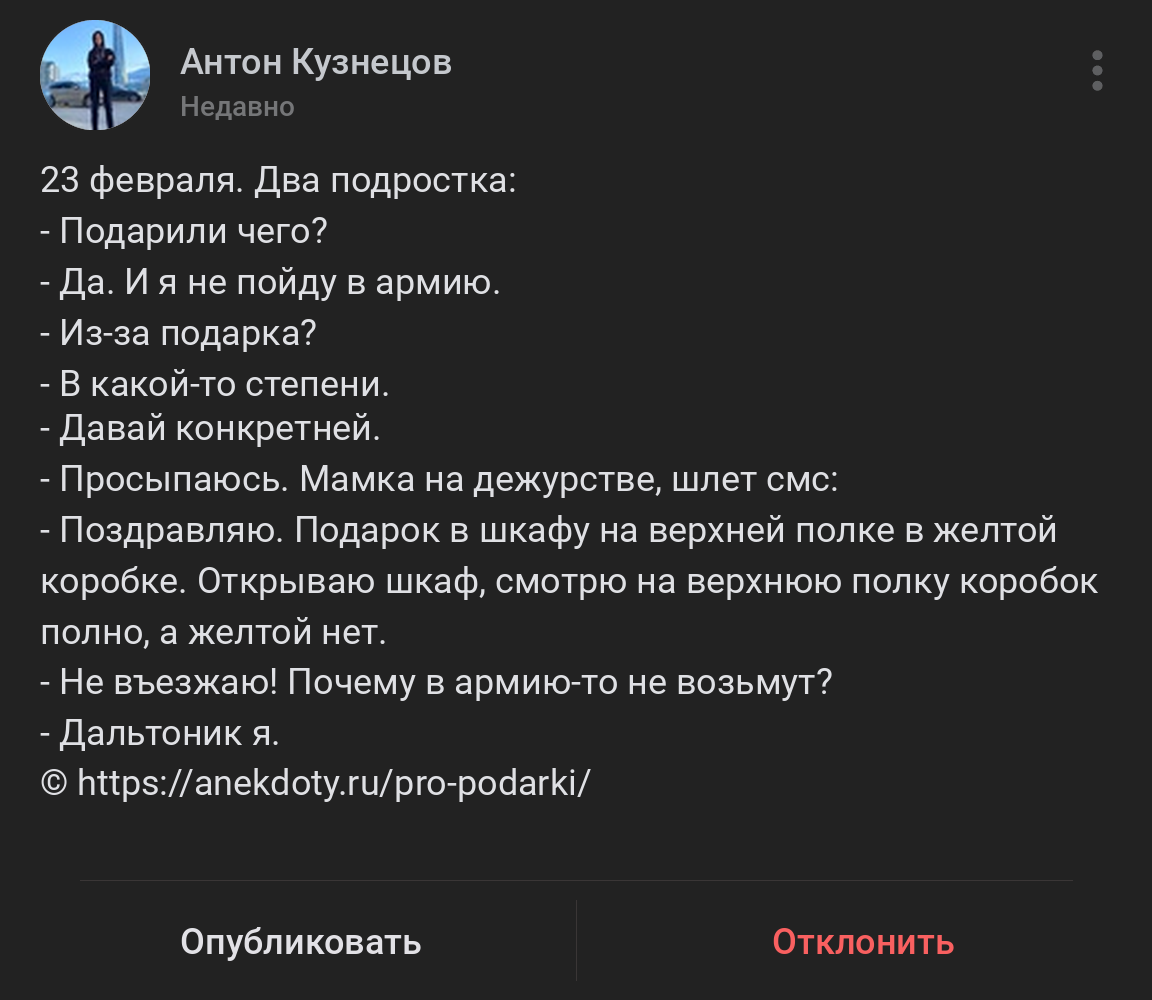 Антон Кузнецов
Недавно
23 февраля. Два подростка:
- Подарили чего?
- Да. И я не пойду в армию.
- Из-за подарка?
- В какой-то степени.
- Давай конкретней.
- Просыпаюсь. Мамка на дежурстве, шлет смс:
- Поздравляю. Подарок в шкафу на верхней полке в желтой
коробке. Открываю шкаф, смотрю на верхнюю полку коробок
полно, а желтой нет.
- Не въезжаю! Почему в армию-то не возьмут?
- Дальтоник я.
© https://anekdoty.ru/pro-podarki/
Опубликовать
Отклонить